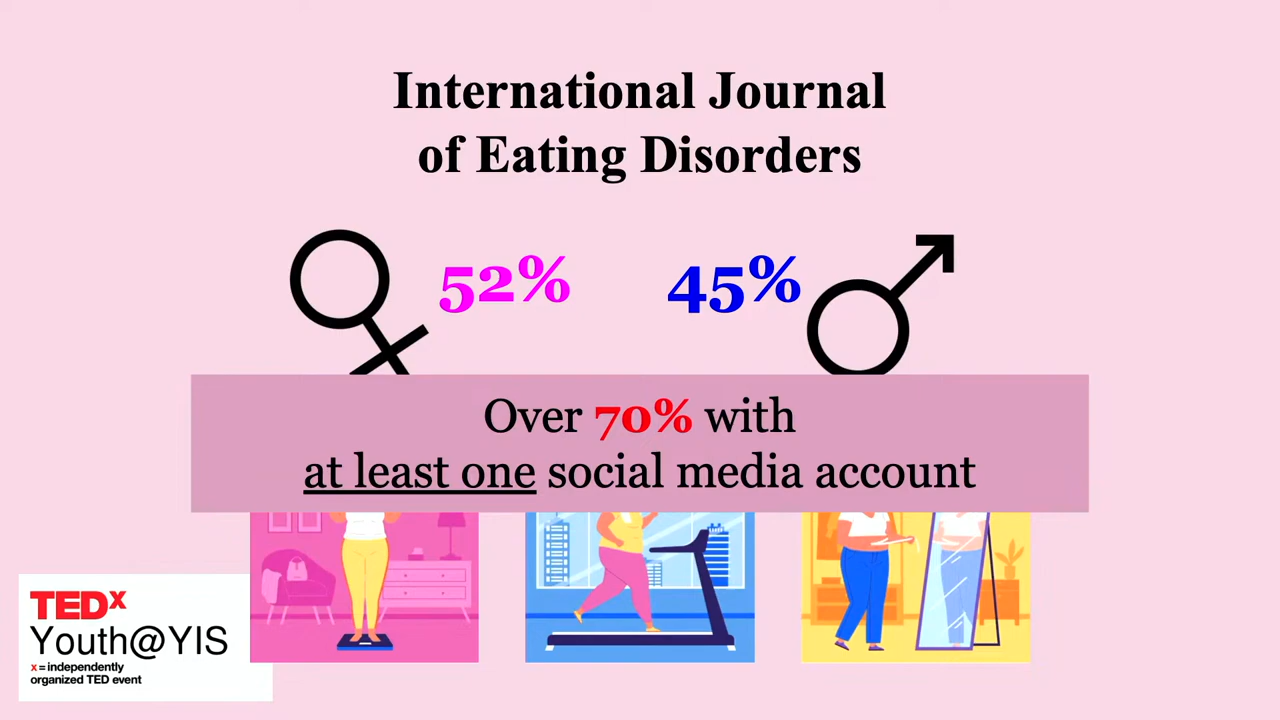 International Journal
of Eating Disorders
52%
45%
Over 70% with
at least one social media account
TEDx
Youth@YIS
x = independently
organized TED event